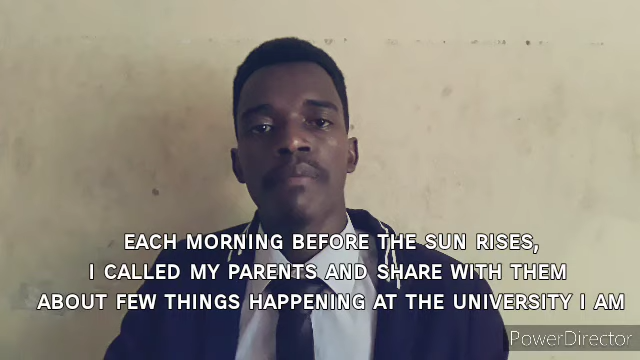 EACH MORNING BEFORE THE SUN RISES,
I CALLED MY PARENTS AND SHARE WITH THEM
ABOUT FEW THINGS HAPPENING AT THE UNIVERSITY I AM
PowerDirector